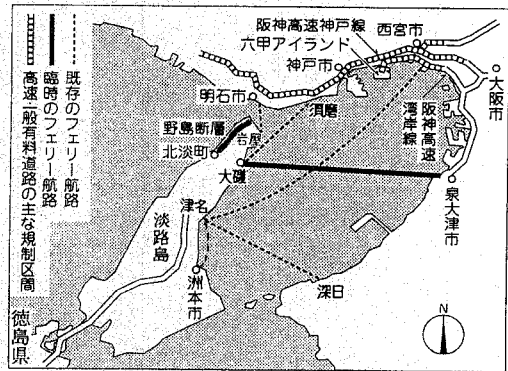 既存のフェリー航路
臨時のフェリー航路
高速・一般有料道路の主な規制区間
阪神高速神戸線
西宮市
六甲アイランド
神戸市
大阪市
明石市
須磨
阪神高速
湾岸線
野島断層
岩屋
北淡町
大磯
泉大津市
津名
淡路島
洲本市
深日
徳島県
N